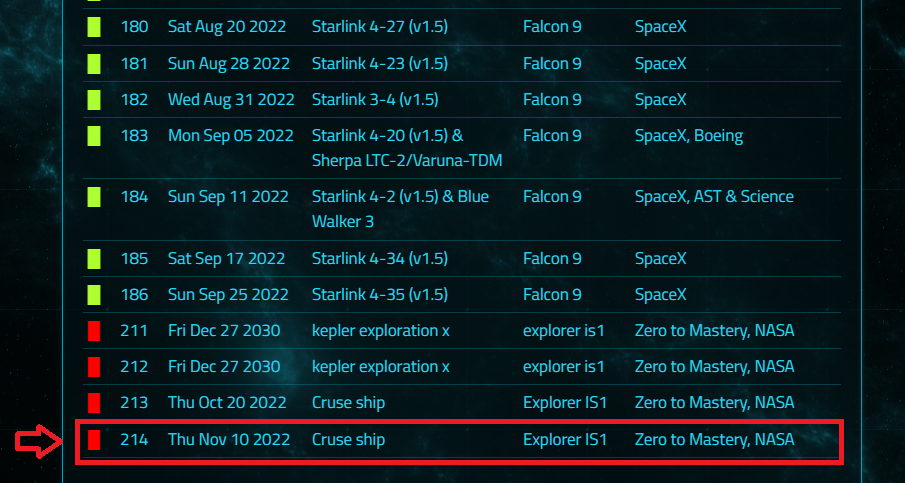 180 Sat Aug 20 2022 Starlink 4-27 (v1.5) Falcon 9 SpaceX
181 Sun Aug 28 2022 Starlink 4-23 (v1.5) Falcon 9 SpaceX
182 Wed Aug 31 2022 Starlink 3-4 (v1.5) Falcon 9 SpaceX
183 Mon Sep 05 2022 Starlink 4-20 (v1.5) & Falcon 9 SpaceX, Boeing
Sherpa LTC-2/Varuna-TDM
184 Sun Sep 11 2022 Starlink 4-2 (v1.5) & Blue Falcon 9 SpaceX, AST & Science
Walker 3
185 Sat Sep 17 2022 Starlink 4-34 (v1.5) Falcon 9 SpaceX
186 Sun Sep 25 2022 Starlink 4-35 (v1.5) Falcon 9 SpaceX
211 Fri Dec 27 2030 kepler exploration x explorer is1 Zero to Mastery, NASA
212 Fri Dec 27 2030 kepler exploration x explorer is1 Zero to Mastery, NASA
213 Thu Oct 20 2022 Cruse ship Explorer IS1 Zero to Mastery, NASA
214 Thu Nov 10 2022 Cruse ship Explorer IS1 Zero to Mastery, NASA